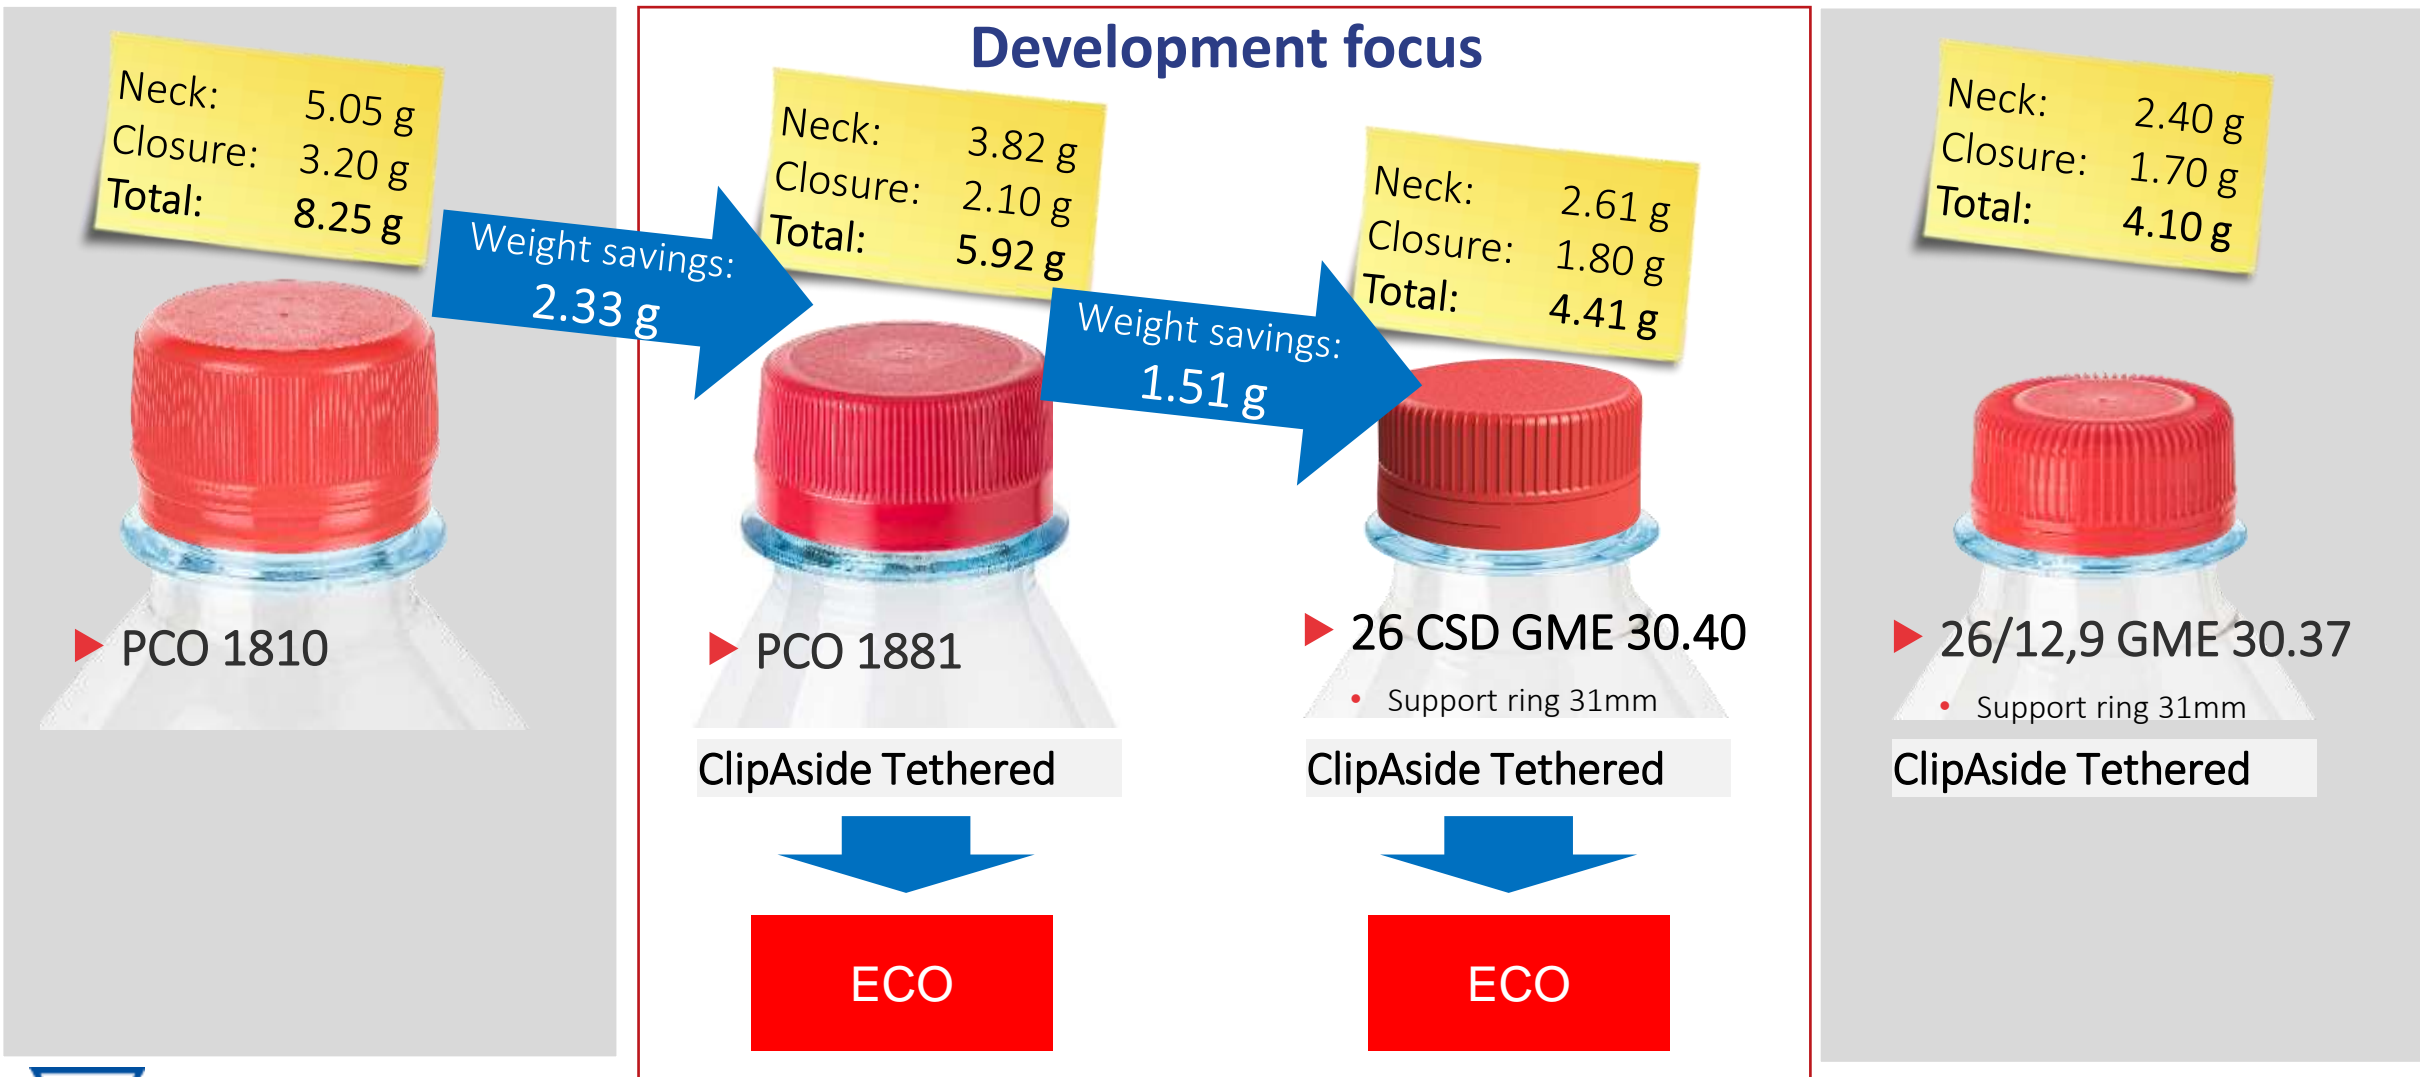 Development focus
Neck: 5.05 g
Closure: 3.20 g
Total: 8.25 g
Weight savings:
2.33 g
Neck: 3.82 g
Closure: 2.10 g
Total: 5.92 g
Weight savings:
1.51 g
Neck: 2.61 g
Closure: 1.80 g
Total: 4.41 g
Neck: 2.40 g
Closure: 1.70 g
Total: 4.10 g
PCO 1810
PCO 1881
ClipAside Tethered
ECO
26 CSD GME 30.40
• Support ring 31mm
ClipAside Tethered
ECO
26/12,9 GME 30.37
• Support ring 31mm
ClipAside Tethered